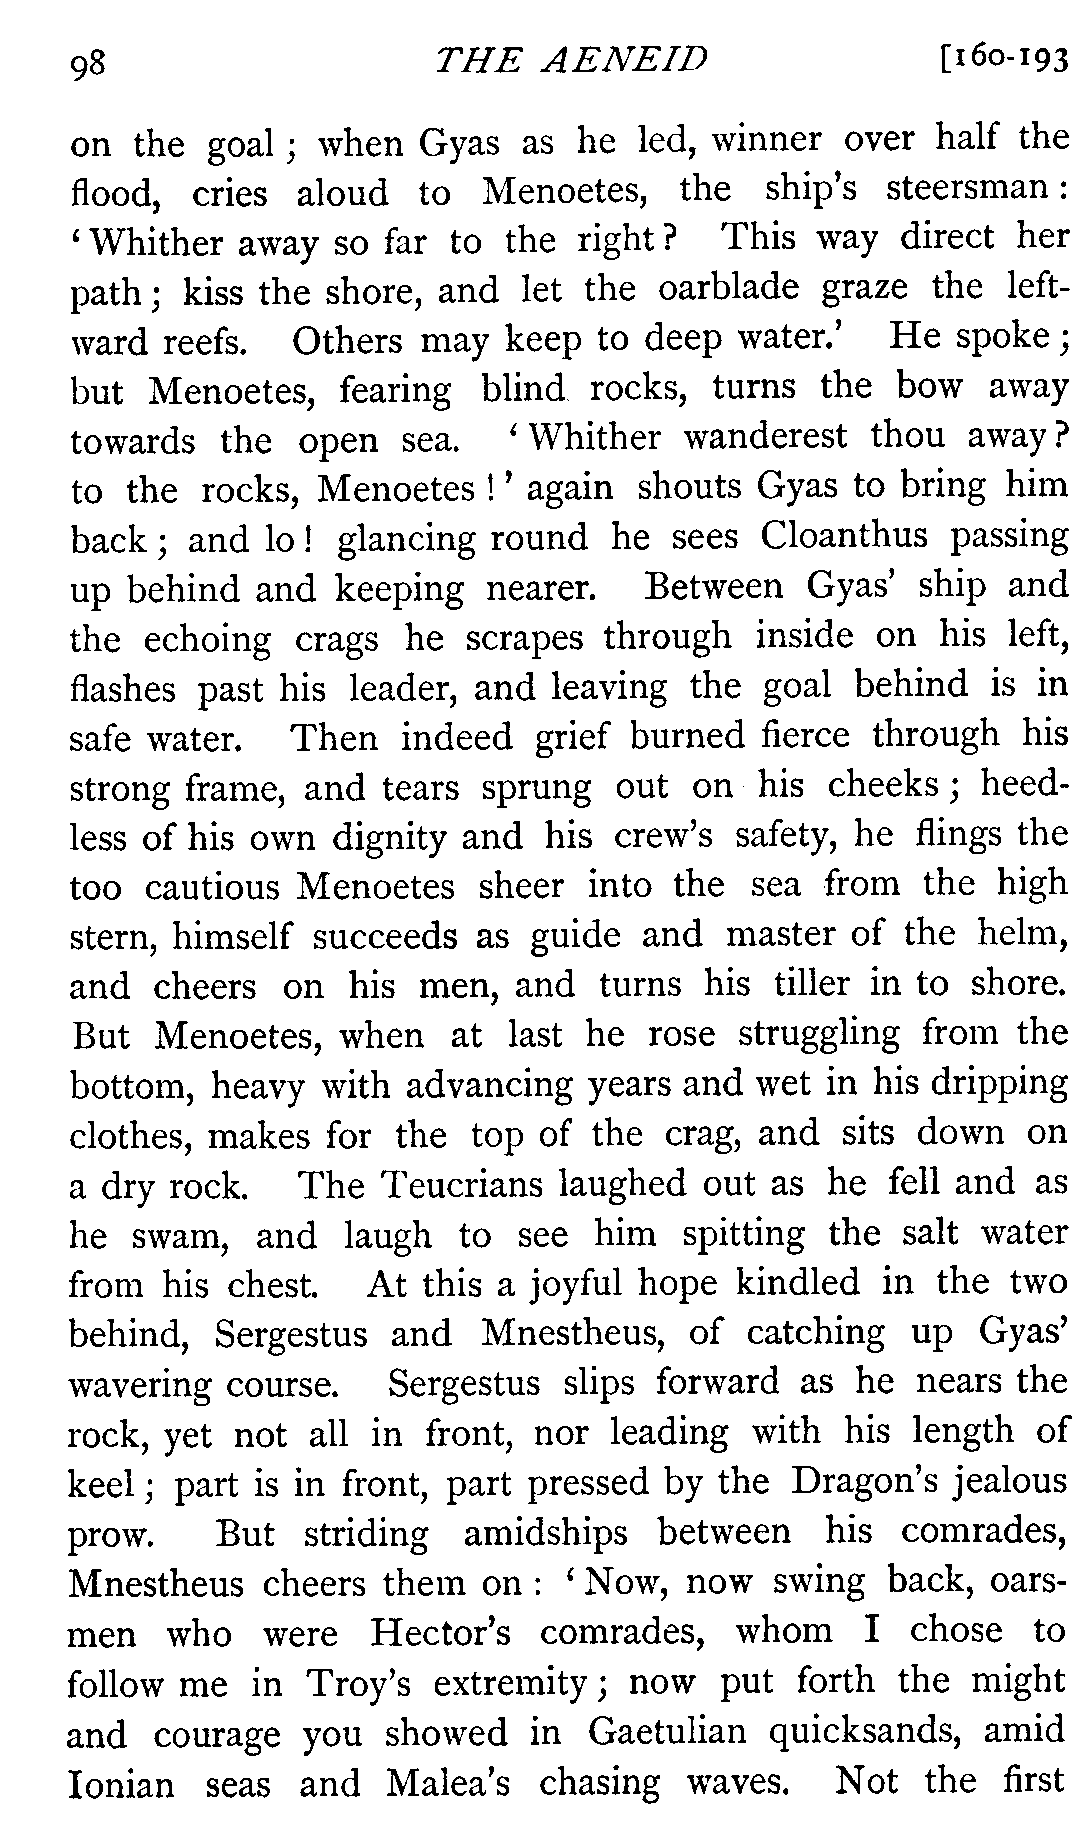 98 THE AENEID [160-193
on the goal ; when Gyas as he led, winner over half the
flood, cries aloud to Menoetes, the ship's steersman :
‘ Whither away so far to the right ? This way direct her
path ; kiss the shore, and let the oarblade graze the left-
ward reefs. Others may keep to deep water.’ He spoke ;
but Menoetes, fearing blind rocks, turns the bow away
towards the open sea. ‘ Whither wanderest thou away ?
to the rocks, Menoetes ! ’ again shouts Gyas to bring him
back ; and lo ! glancing round he sees Cloanthus passing
up behind and keeping nearer. Between Gyas’ ship and
the echoing crags he scrapes through inside on his left,
flashes past his leader, and leaving the goal behind is in
safe water. Then indeed grief burned fierce through his
strong frame, and tears sprung out on his cheeks ; heed-
less of his own dignity and his crew's safety, he flings the
too cautious Menoetes sheer into the sea from the high
stern, himself succeeds as guide and master of the helm,
and cheers on his men, and turns his tiller in to shore.
But Menoetes, when at last he rose struggling from the
bottom, heavy with advancing years and wet in his dripping
clothes, makes for the top of the crag, and sits down on
a dry rock. The Teucrians laughed out as he fell and as
he swam, and laugh to see him spitting the salt water
from his chest. At this a joyful hope kindled in the two
behind, Sergestus and Mnestheus, of catching up Gyas’
wavering course. Sergestus slips forward as he nears the
rock, yet not all in front, nor leading with his length of
keel ; part is in front, part pressed by the Dragon's jealous
prow. But striding amidships between his comrades,
Mnestheus cheers them on : ‘ Now, now swing back, oars-
men who were Hector's comrades, whom I chose to
follow me in Troy's extremity ; now put forth the might
and courage you showed in Gaetulian quicksands, amid
Ionian seas and Malea's chasing waves. Not the first